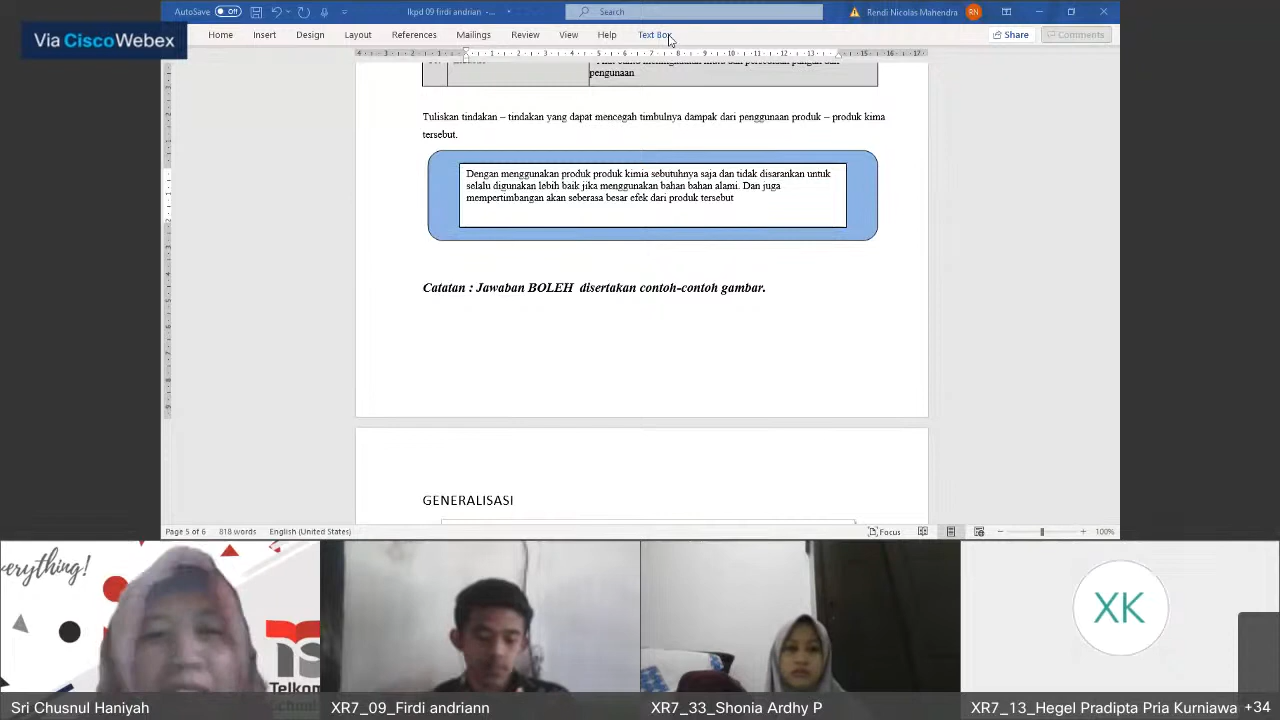 AutoSave Off
lkpd 09 firdi andrian -...
Search
Rendi Nicolas Mahendra
RN
Via CiscoWebex
Home Insert Design Layout References Mailings Review View Help Text Box
Share
Comments
pengunaan
Tuliskan tindakan – tindakan yang dapat mencegah timbulnya dampak dari penggunaan produk – produk kima
tersebut.
Dengan menggunakan produk produk kimia sebutuhnya saja dan tidak disarankan untuk
selalu digunakan lebih baik jika menggunakan bahan bahan alami. Dan juga
mempertimbangan akan seberasa besar efek dari produk tersebut
Catatan : Jawaban BOLEH disertakan contoh-contoh gambar.
GENERALISASI
Page 5 of 6 818 words English (United States)
Focus
100%
everything!
Telkom
XK
Sri Chusnul Haniyah
XR7_09_Firdi andriann
XR7_33_Shonia Ardhy P
XR7_13_Hegel Pradipta Pria Kurniawa
+34